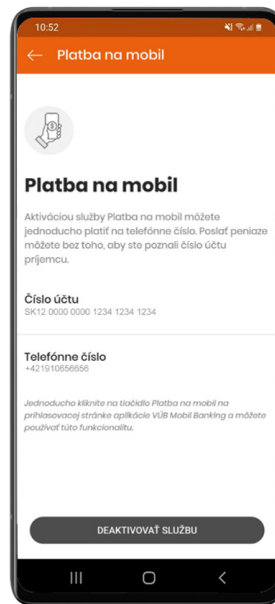 10:52
Platba na mobil
Platba na mobil
Aktiváciou služby Platba na mobil môžete
jednoducho platiť na telefónne číslo. Poslať peniaze
môžete bez toho, aby ste poznali číslo účtu
príjemcu.
Číslo účtu
SK12 0000 0000 1234 1234 1234
Telefónne číslo
+421910656656
Jednoducho kliknite na tlačidlo Platba na mobil na
prihlasovacej stránke aplikácie VÚB Mobil Banking a môžete
používať túto funkcionalitu.
DEAKTIVOVAŤ SLUŽBU